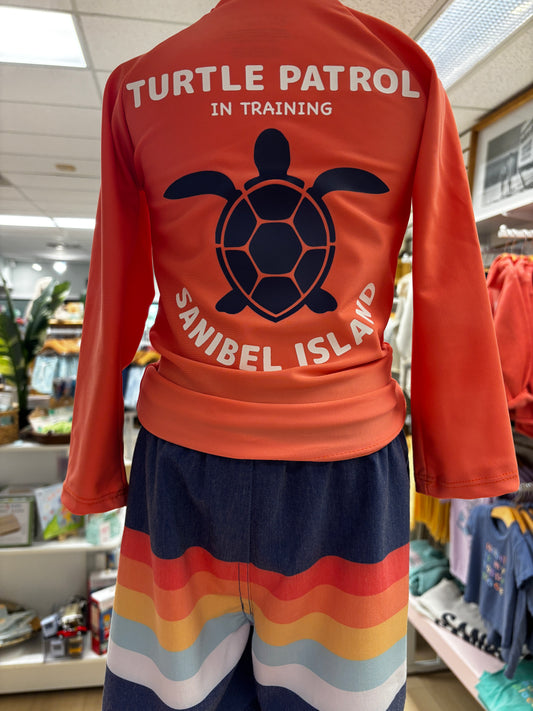 TURTLE PATROL
IN TRAINING
SANIBEL ISLAND